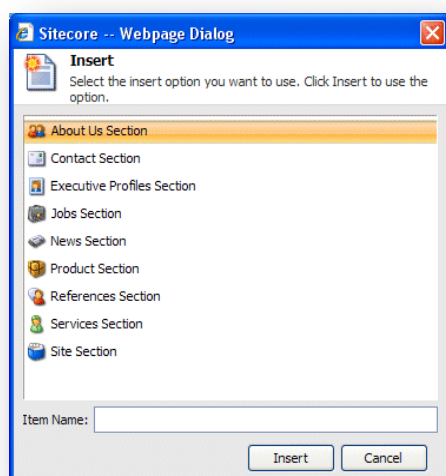 Sitecore -- Webpage Dialog
Insert
Select the insert option you want to use. Click Insert to use the
option.
About Us Section
Contact Section
Executive Profiles Section
Jobs Section
News Section
Product Section
References Section
Services Section
Site Section
Item Name:
Insert Cancel